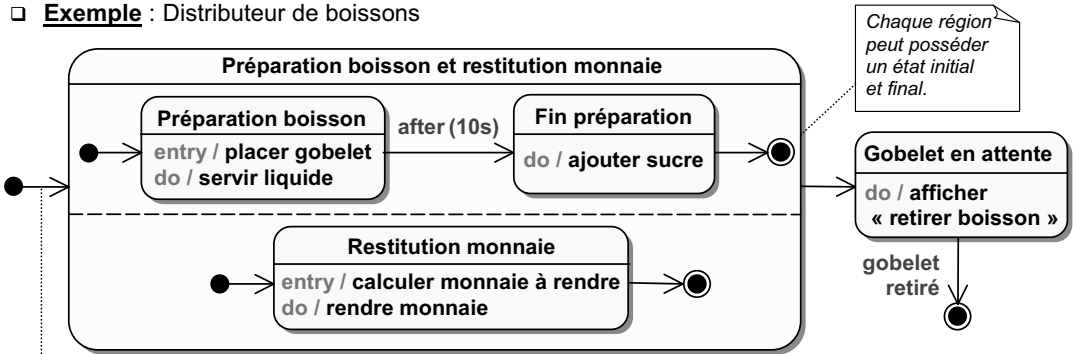 ❑ Exemple : Distributeur de boissons
Chaque région
peut posséder
un état initial
et final.
Préparation boisson et restitution monnaie
Préparation boisson
entry / placer gobelet
do / servir liquide
after (10s)
Fin préparation
do / ajouter sucre
Gobelet en attente
do / afficher
« retirer boisson »
Restitution monnaie
entry / calculer monnaie à rendre
do / rendre monnaie
gobelet
retiré